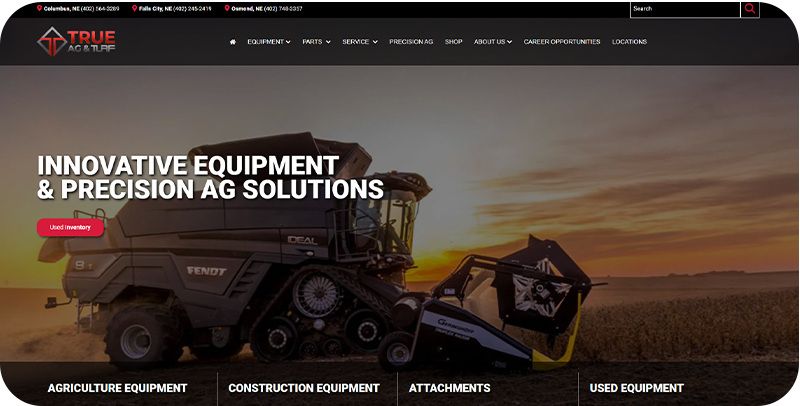 Columbus, NE (402) 564-3289 Falls City, NE (402) 245-2419 Osmond, NE (402) 748-3357 Search
TRUE
AG & TURF
EQUIPMENT PARTS SERVICE PRECISION AG SHOP ABOUT US CAREER OPPORTUNITIES LOCATIONS
INNOVATIVE EQUIPMENT
& PRECISION AG SOLUTIONS
Used Inventory
IDEAL
FENDT
AGRICULTURE EQUIPMENT CONSTRUCTION EQUIPMENT ATTACHMENTS USED EQUIPMENT